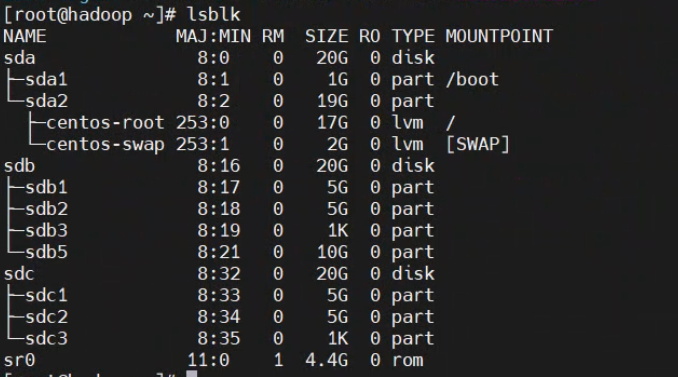 [root@hadoop ~]# lsblk
NAME            MAJ:MIN RM  SIZE RO TYPE MOUNTPOINT
sda               8:0    0   20G  0 disk
├─sda1            8:1    0    1G  0 part /boot
└─sda2            8:2    0   19G  0 part
  ├─centos-root 253:0    0   17G  0 lvm  /
  └─centos-swap 253:1    0    2G  0 lvm  [SWAP]
sdb               8:16   0   20G  0 disk
├─sdb1            8:17   0    5G  0 part
├─sdb2            8:18   0    5G  0 part
├─sdb3            8:19   0    1K  0 part
└─sdb5            8:21   0   10G  0 part
sdc               8:32   0   20G  0 disk
├─sdc1            8:33   0    5G  0 part
├─sdc2            8:34   0    5G  0 part
└─sdc3            8:35   0    1K  0 part
sr0              11:0    1  4.4G  0 rom
[root@hadoop ~]#